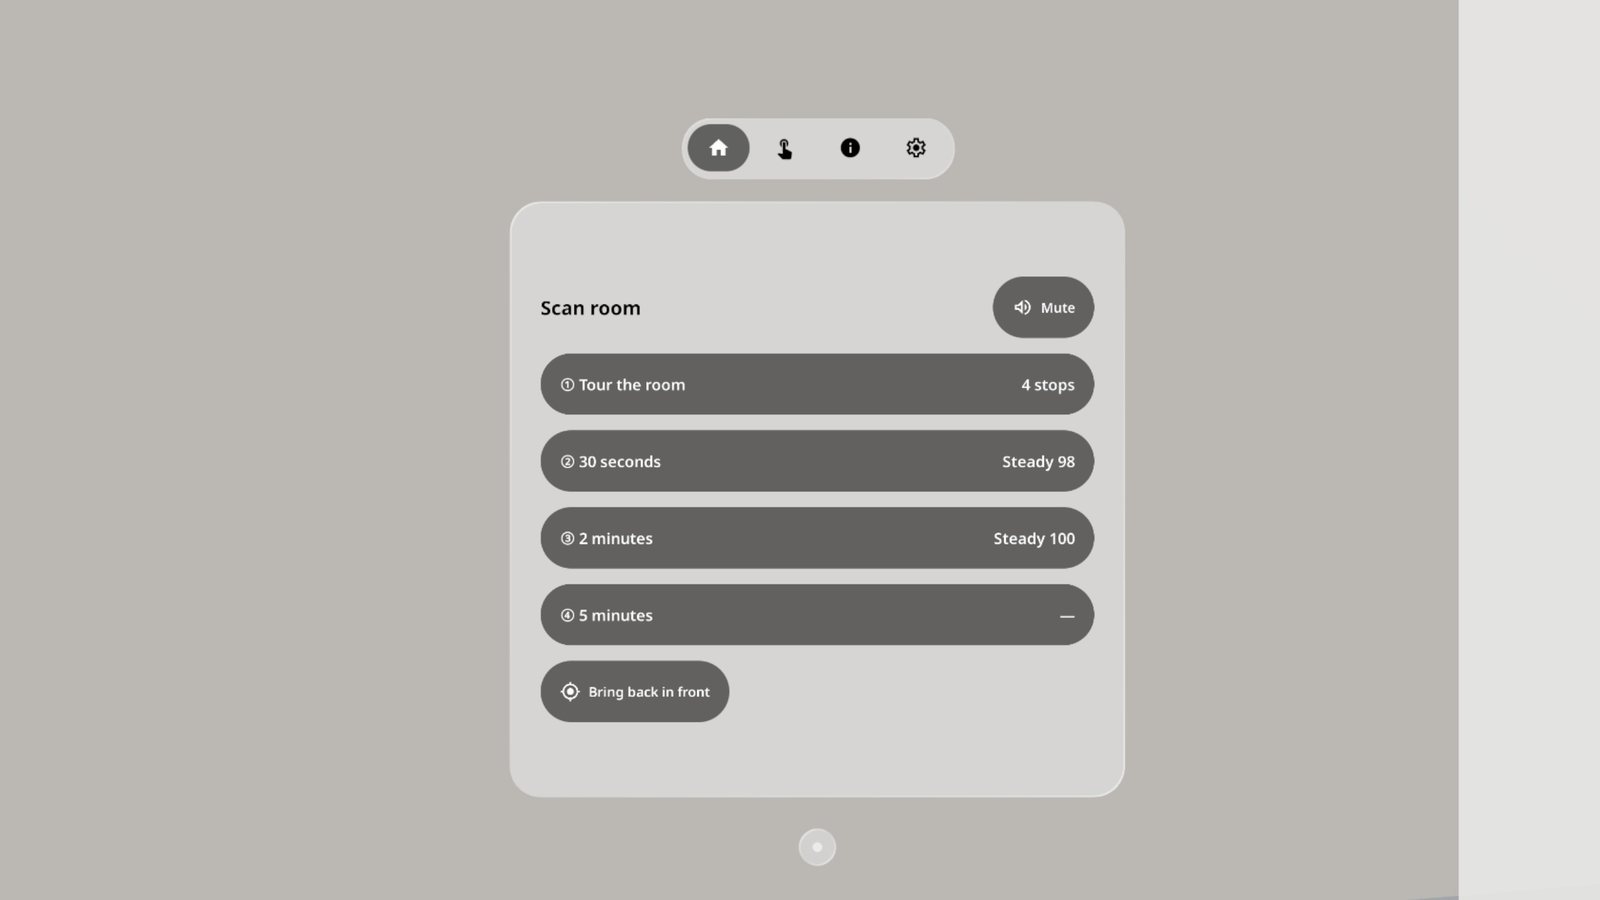 Scan room
Mute
① Tour the room
4 stops
② 30 seconds
Steady 98
③ 2 minutes
Steady 100
④ 5 minutes
—
Bring back in front